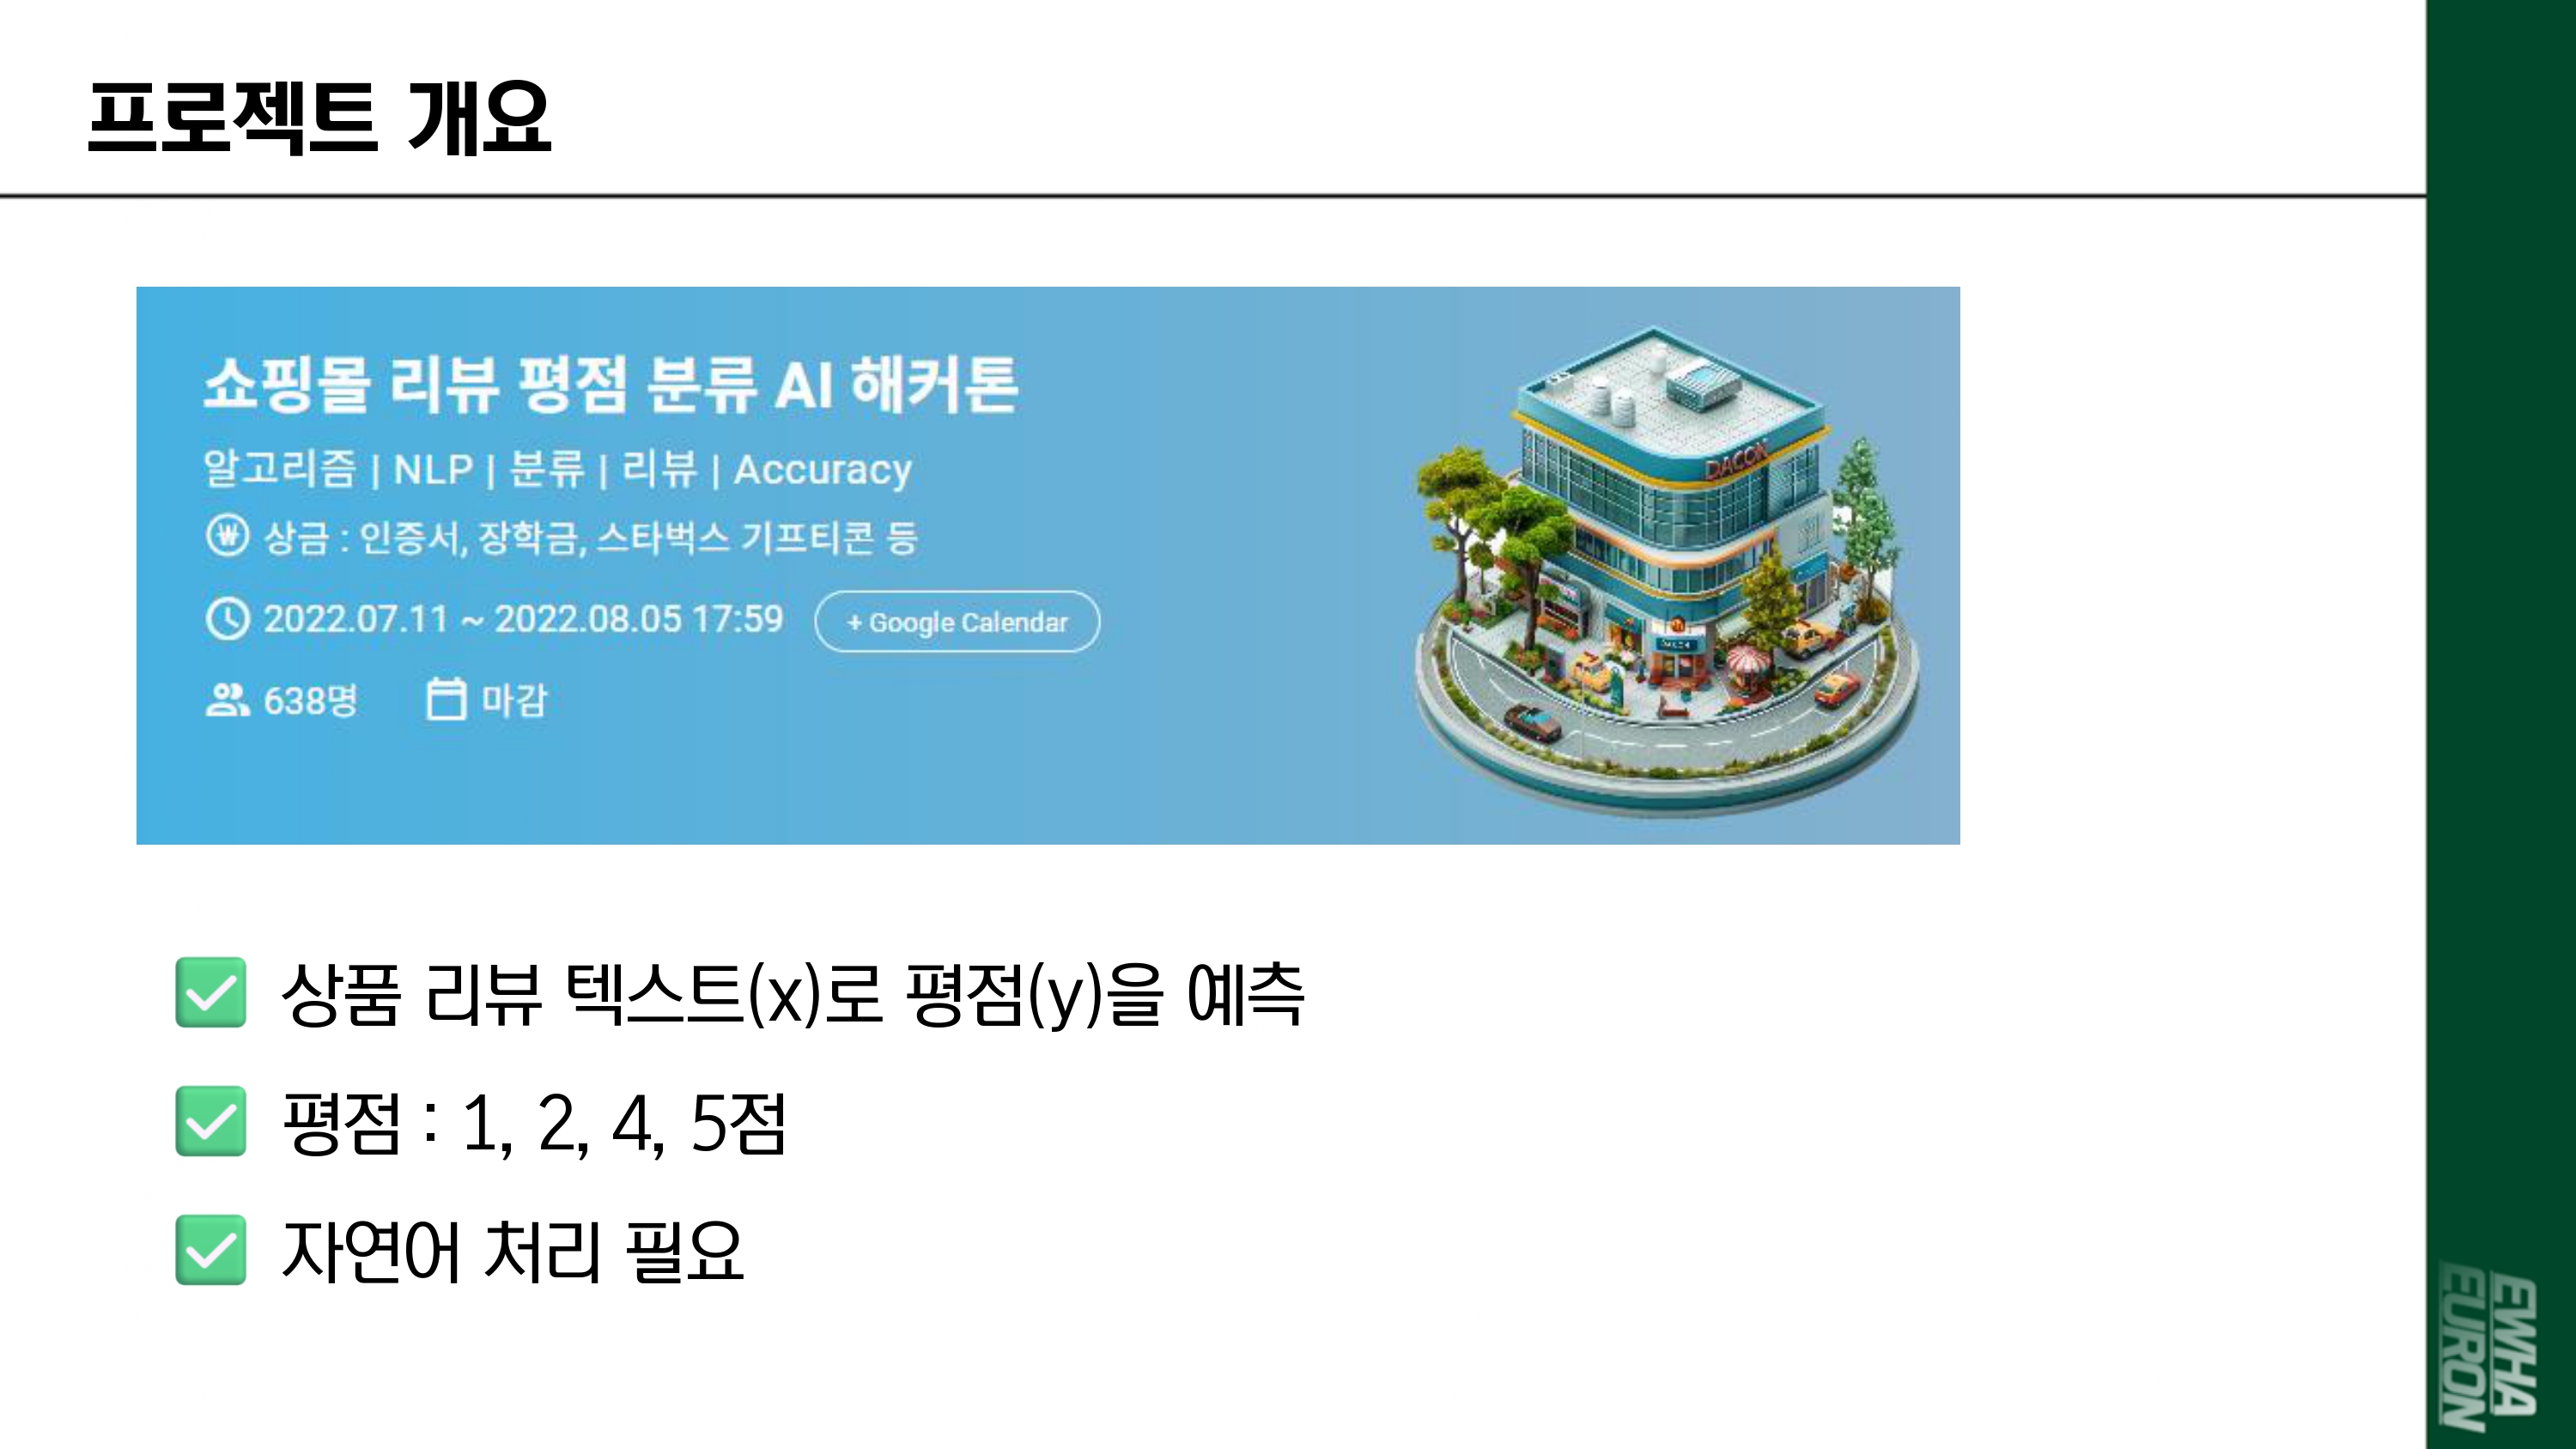 프로젝트 개요
쇼핑몰 리뷰 평점 분류 AI 해커톤
알고리즘 | NLP | 분류 | 리뷰 | Accuracy
₩ 상금 : 인증서, 장학금, 스타벅스 기프티콘 등
2022.07.11 ~ 2022.08.05 17:59 + Google Calendar
638명 마감
DACON
DACON
상품 리뷰 텍스트(x)로 평점(y)을 예측
평점 : 1, 2, 4, 5점
자연어 처리 필요
EWHA
EURON